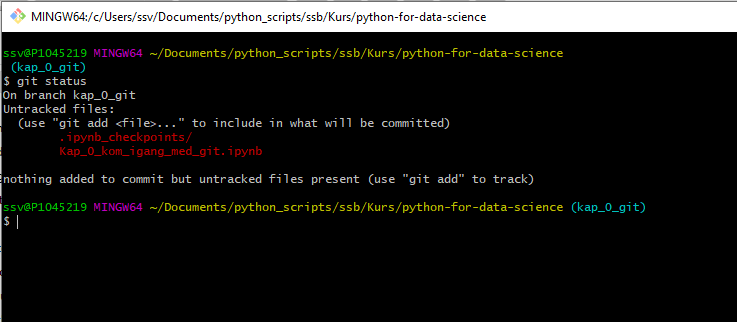 MINGW64:/c/Users/ssv/Documents/python_scripts/ssb/Kurs/python-for-data-science
ssv@P1045219 MINGW64 ~/Documents/python_scripts/ssb/Kurs/python-for-data-science
(kap_0_git)
$ git status
On branch kap_0_git
Untracked files:
(use "git add <file>..." to include in what will be committed)
.ipynb_checkpoints/
Kap_0_kom_igang_med_git.ipynb
nothing added to commit but untracked files present (use "git add" to track)
ssv@P1045219 MINGW64 ~/Documents/python_scripts/ssb/Kurs/python-for-data-science (kap_0_git)
$